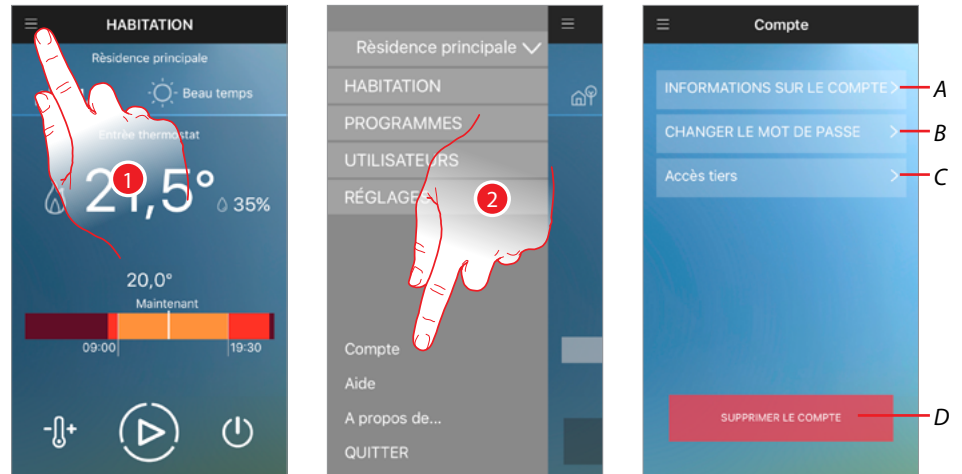 HABITATION
Rèsidence principale
Beau temps
Entrée thermostat
1
21,5°
35%
20,0°
Maintenant
09:00
19:30
Rèsidence principale
HABITATION
PROGRAMMES
UTILISATEURS
RÉGLAGES
2
Compte
Aide
A propos de...
QUITTER
Compte
INFORMATIONS SUR LE COMPTE
A
CHANGER LE MOT DE PASSE
B
Accès tiers
C
SUPPRIMER LE COMPTE
D